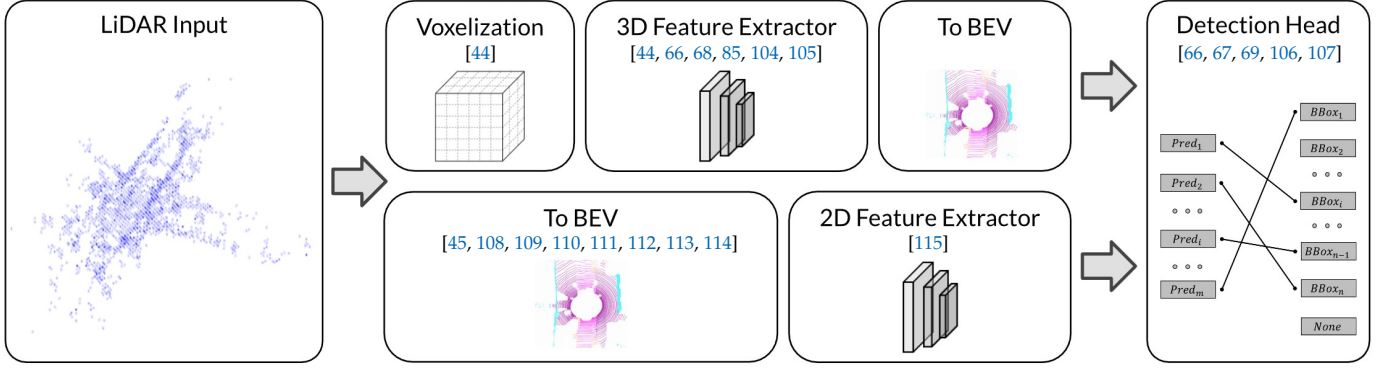 LiDAR Input
Voxelization
[44]
3D Feature Extractor
[44, 66, 68, 85, 104, 105]
To BEV
To BEV
[45, 108, 109, 110, 111, 112, 113, 114]
2D Feature Extractor
[115]
Detection Head
[66, 67, 69, 106, 107]
Pred1
Pred2
Predi
Predm
BBox1
BBox2
BBoxi
BBoxn−1
BBoxn
None